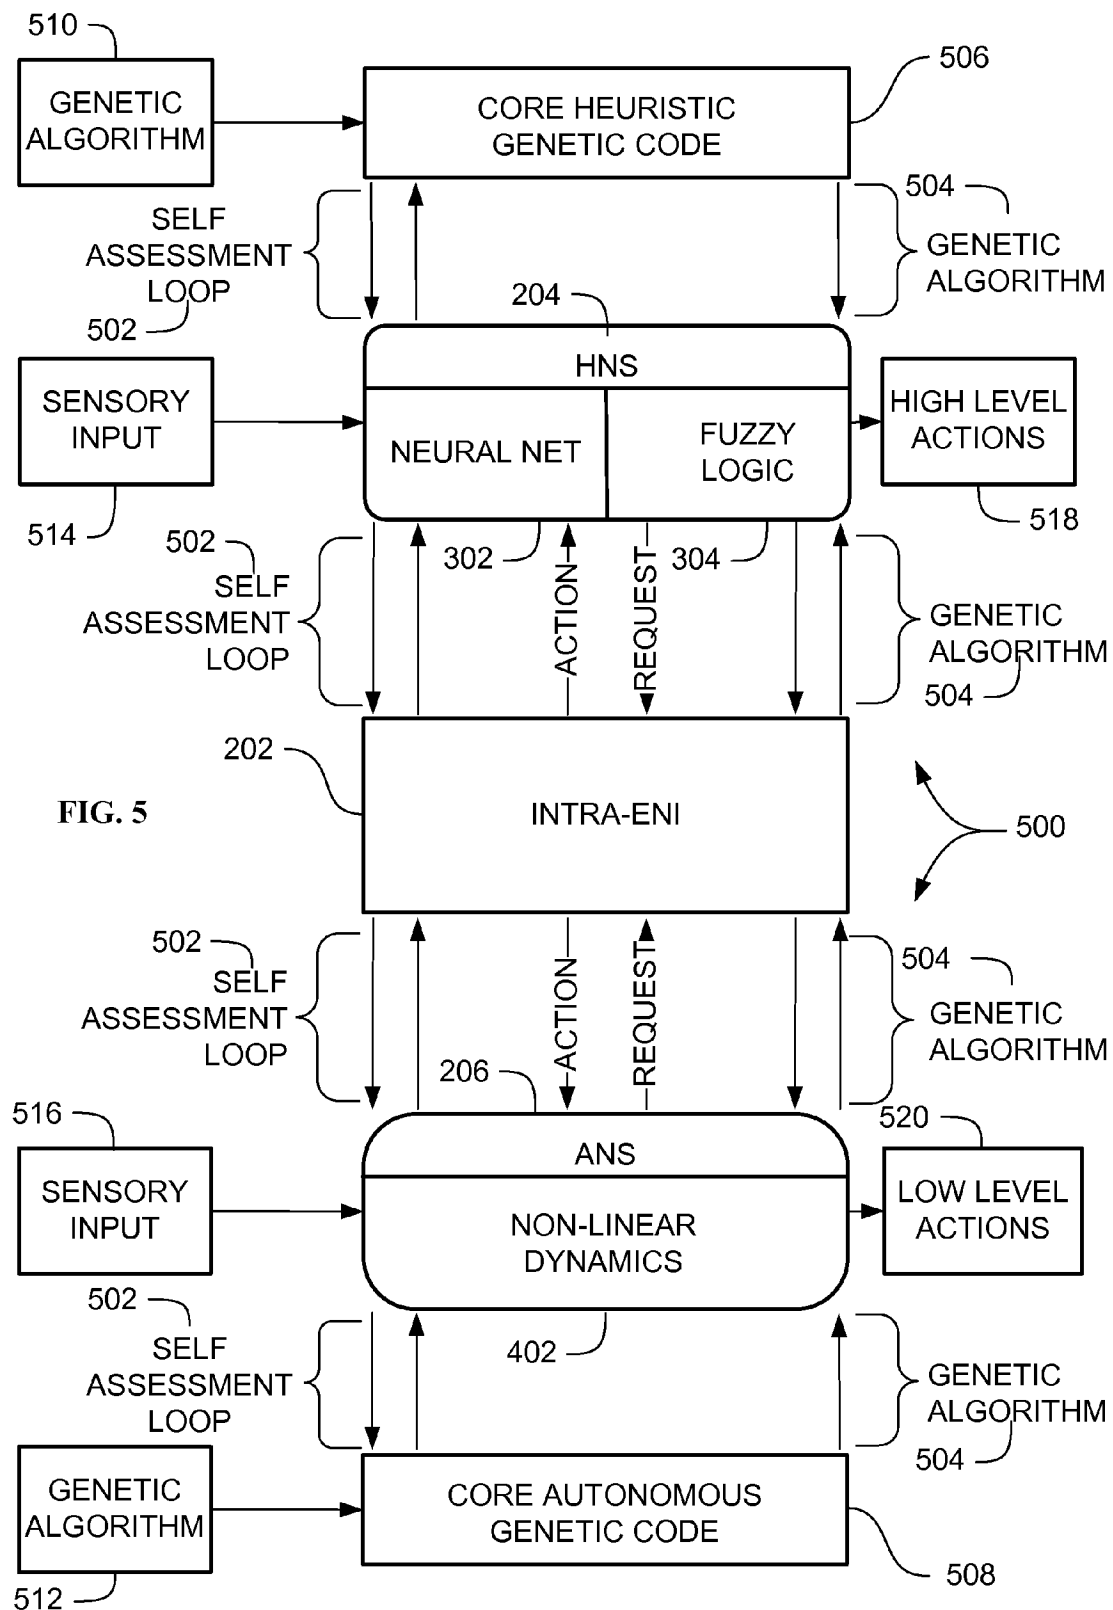 510
506
GENETIC
ALGORITHM
CORE HEURISTIC
GENETIC CODE
504
SELF
ASSESSMENT
LOOP
502
GENETIC
ALGORITHM
204
HNS
SENSORY
INPUT
NEURAL NET
FUZZY
LOGIC
HIGH LEVEL
ACTIONS
514
518
302
304
502
SELF
ASSESSMENT
LOOP
ACTION
REQUEST
GENETIC
ALGORITHM
504
202
INTRA-ENI
FIG. 5
500
502
SELF
ASSESSMENT
LOOP
ACTION
REQUEST
504
GENETIC
ALGORITHM
206
516
520
ANS
SENSORY
INPUT
NON-LINEAR
DYNAMICS
LOW LEVEL
ACTIONS
502
SELF
ASSESSMENT
LOOP
402
GENETIC
ALGORITHM
504
GENETIC
ALGORITHM
CORE AUTONOMOUS
GENETIC CODE
512
508